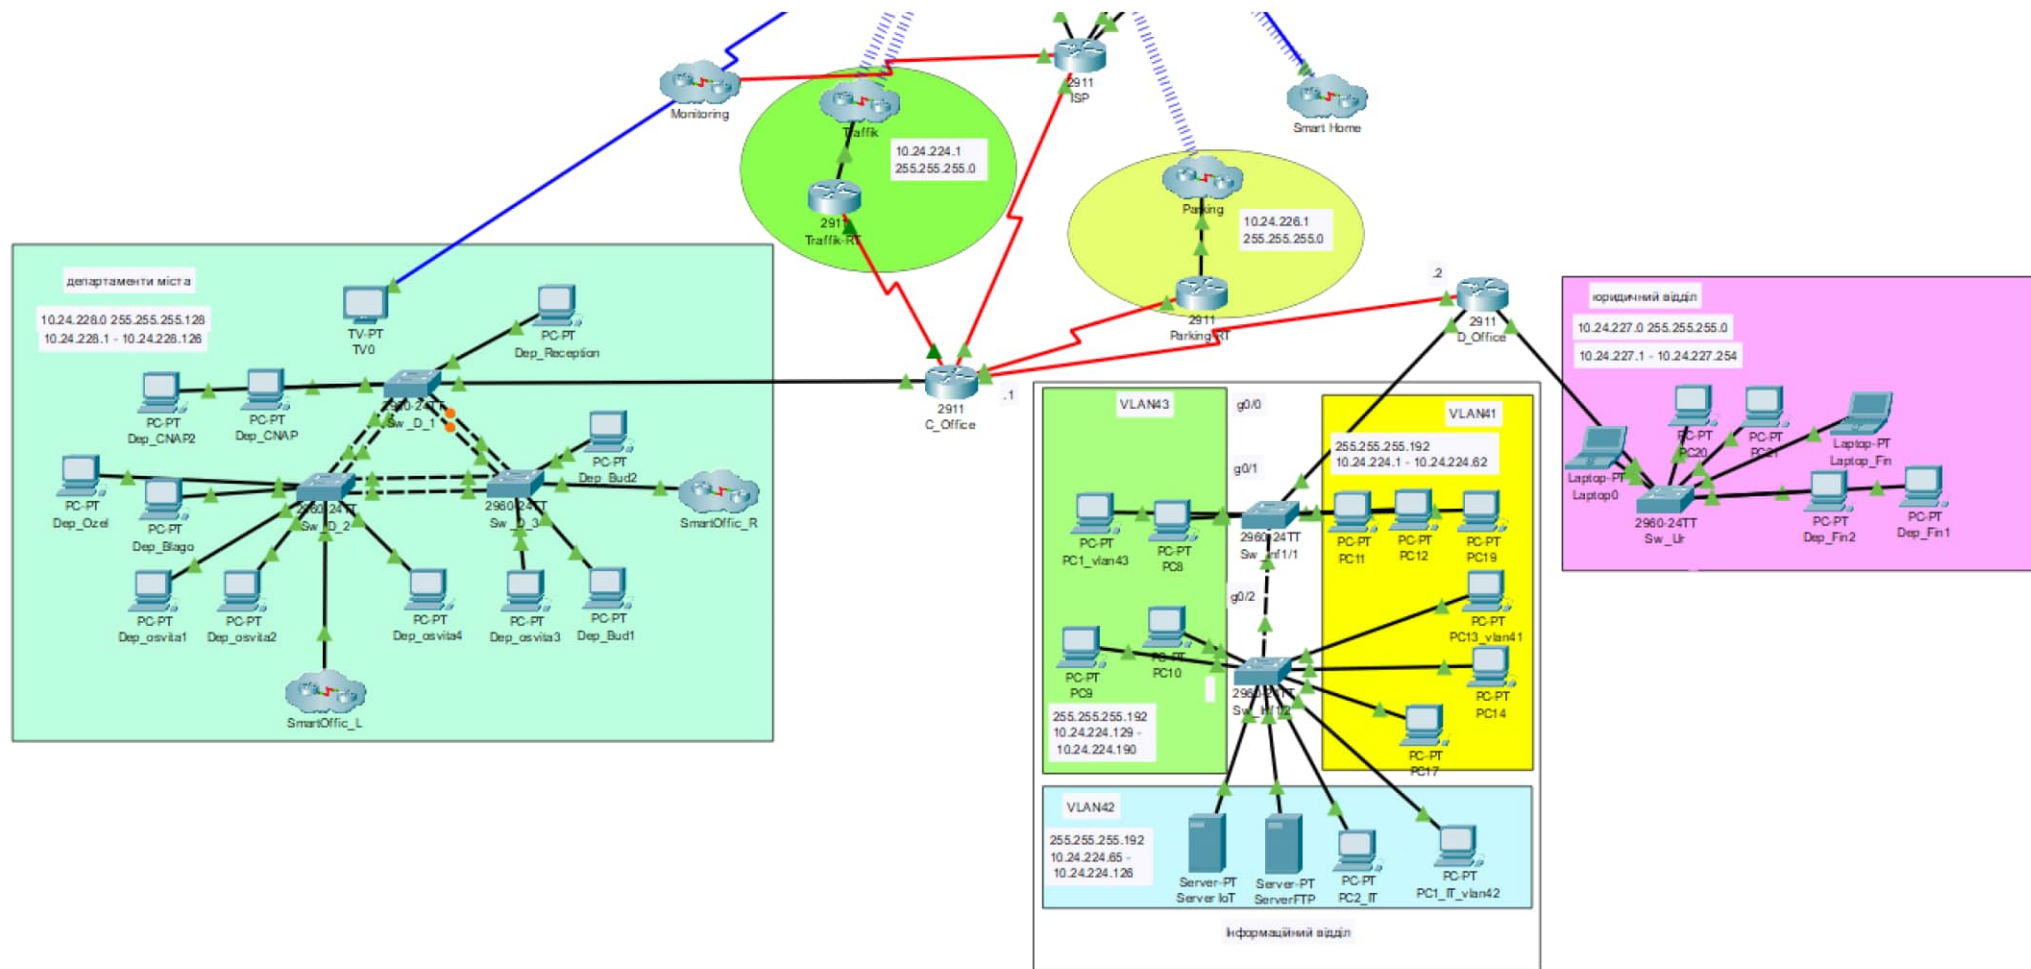 Monitoring
2911
ISP
Smart Home
Traffik
10.24.224.1
255.255.255.0
2911
Traffik-RT
Parking
10.24.226.1
255.255.255.0
2911
Parking-RT
.2
2911
D_Office
.1
2911
C_Office
департаменти міста
10.24.228.0 255.255.255.128
10.24.228.1 - 10.24.228.126
TV-PT
TV0
PC-PT
Dep_Reception
PC-PT
Dep_CNAP2
PC-PT
Dep_CNAP
2960-24TT
Sw_D_1
PC-PT
Dep_Bud2
PC-PT
Dep_Ozel
PC-PT
Dep_Blago
2960-24TT
Sw_D_2
2960-24TT
Sw_D_3
SmartOffic_R
PC-PT
Dep_osvita1
PC-PT
Dep_osvita2
PC-PT
Dep_osvita4
PC-PT
Dep_osvita3
PC-PT
Dep_Bud1
SmartOffic_L
юридичний відділ
10.24.227.0 255.255.255.0
10.24.227.1 - 10.24.227.254
PC-PT
PC20
PC-PT
PC21
Laptop-PT
Laptop_Fin
Laptop-PT
Laptop0
2960-24TT
Sw_Ur
PC-PT
Dep_Fin2
PC-PT
Dep_Fin1
VLAN43
g0/0
VLAN41
255.255.255.192
10.24.224.1 - 10.24.224.62
g0/1
PC-PT
PC1_vlan43
PC-PT
PC8
2960-24TT
Sw_Inf1/1
PC-PT
PC11
PC-PT
PC12
PC-PT
PC19
g0/2
PC-PT
PC13_vlan41
PC-PT
PC9
PC-PT
PC10
2960-24TT
Sw_Inf1/2
PC-PT
PC14
PC-PT
PC17
255.255.255.192
10.24.224.129 -
10.24.224.190
VLAN42
255.255.255.192
10.24.224.65 -
10.24.224.126
Server-PT
Server IoT
Server-PT
ServerFTP
PC-PT
PC2_IT
PC-PT
PC1_IT_vlan42
Інформаційний відділ